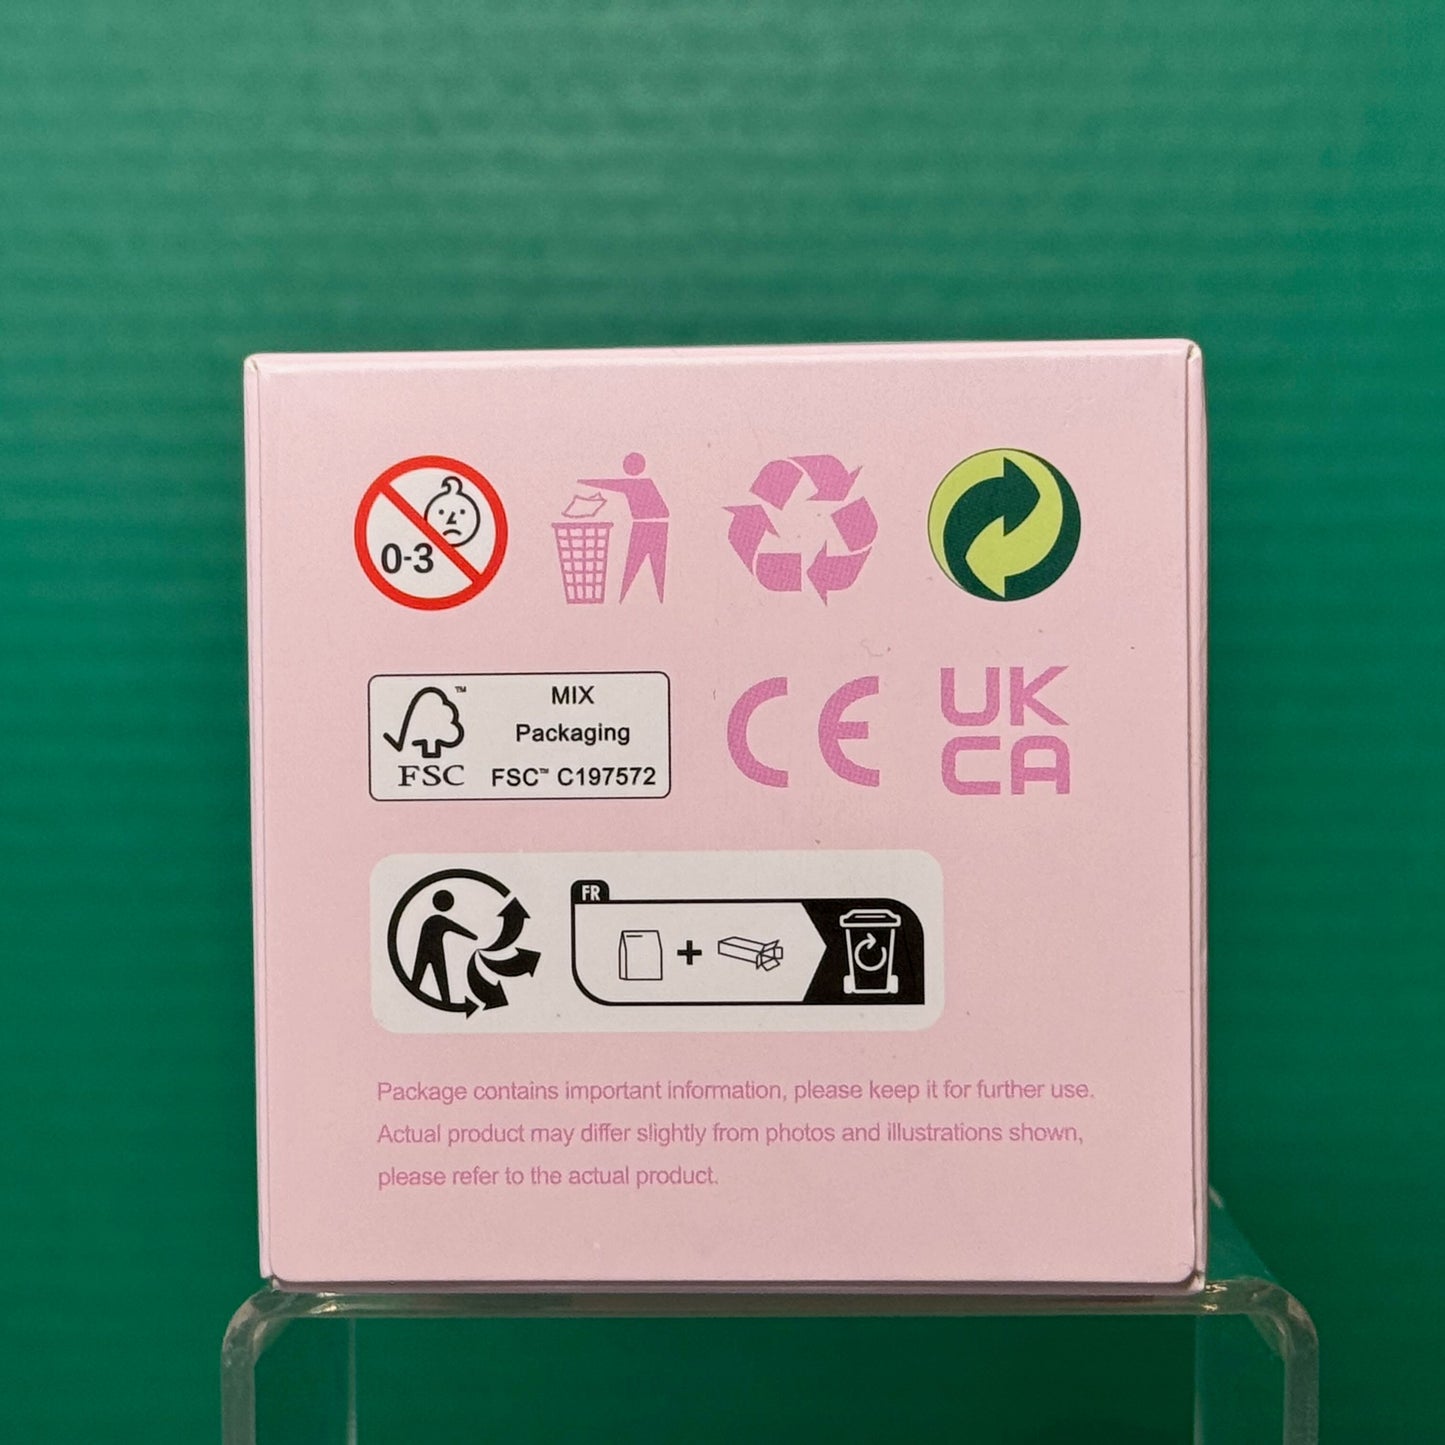 0-3
FSC™
MIX
Packaging
FSC™ C197572
CE
UK
CA
FR
Package contains important information, please keep it for further use.
Actual product may differ slightly from photos and illustrations shown,
please refer to the actual product.